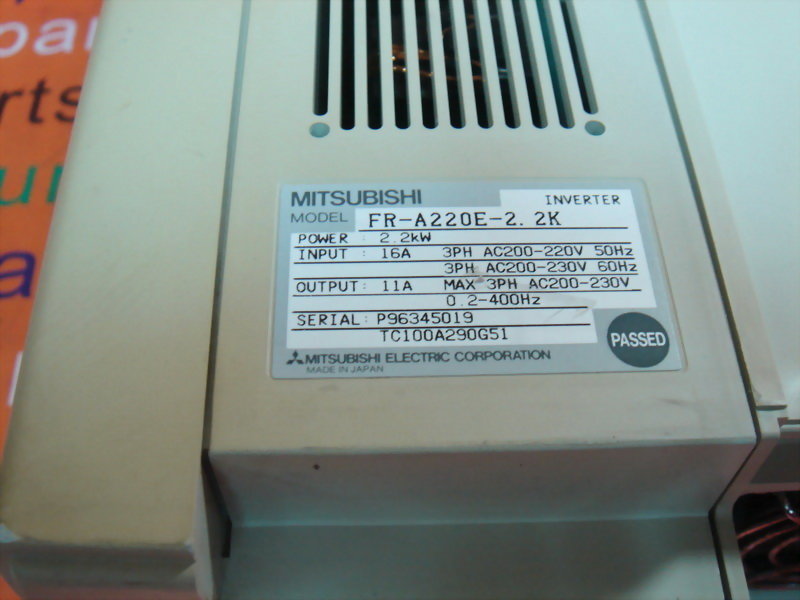 MITSUBISHI INVERTER
MODEL FR-A220E-2.2K
POWER : 2.2kW
INPUT : 16A 3PH AC200-220V 50Hz
3PH AC200-230V 60Hz
OUTPUT: 11A MAX 3PH AC200-230V
0.2-400Hz
SERIAL: P96345019
TC100A290G51
PASSED
MITSUBISHI ELECTRIC CORPORATION
MADE IN JAPAN